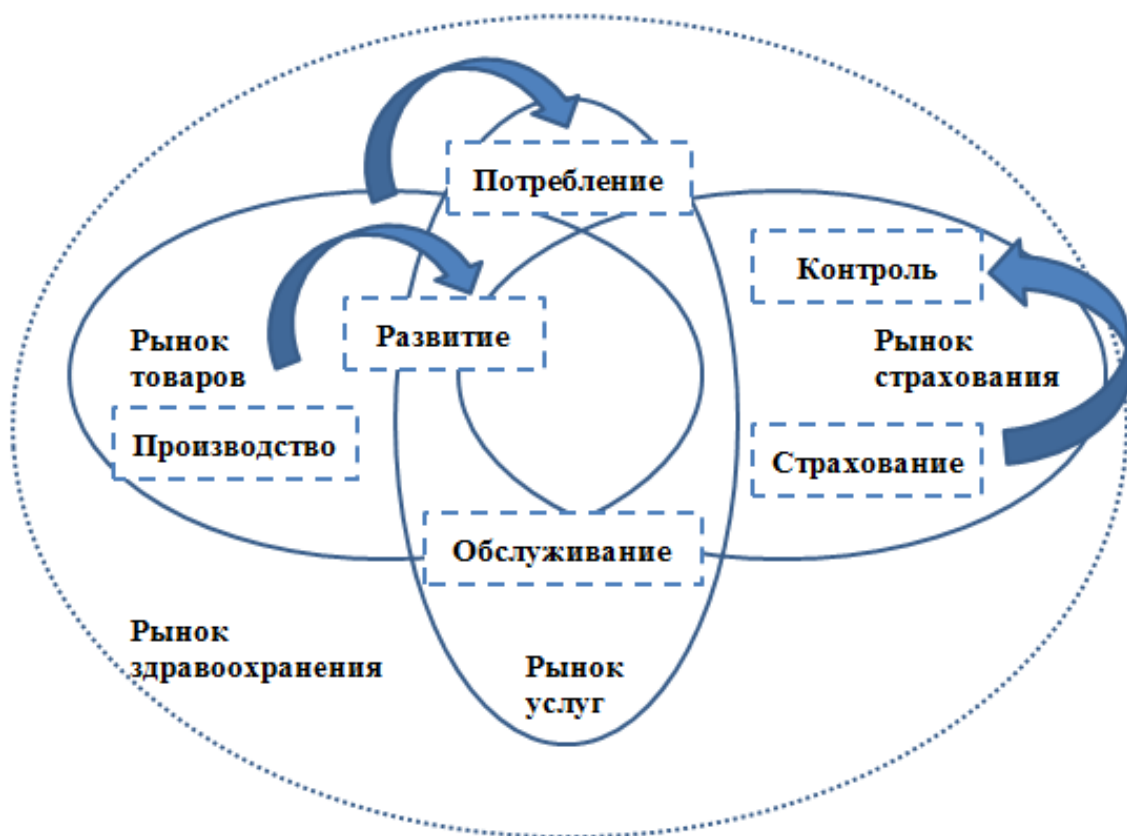 Потребление
Контроль
Развитие
Рынок
товаров
Рынок
страхования
Производство
Страхование
Обслуживание
Рынок
здравоохранения
Рынок
услуг